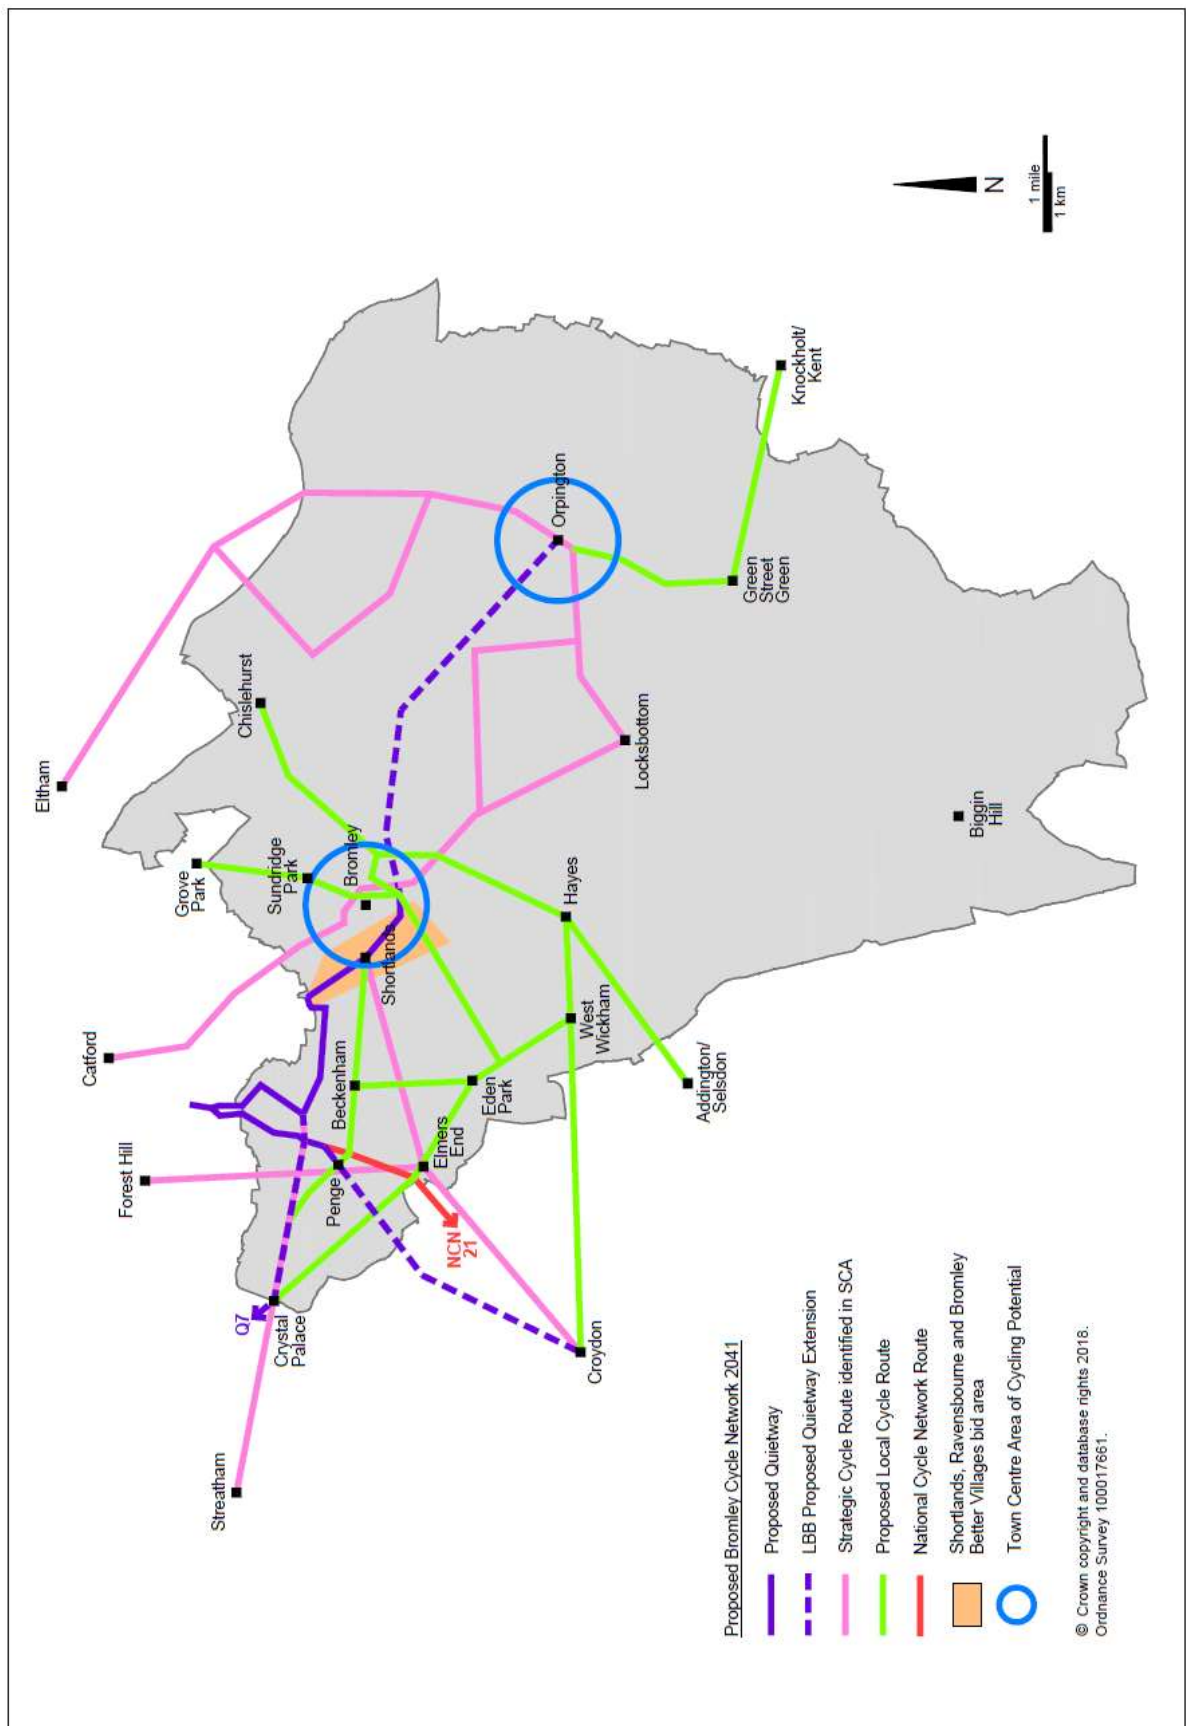 Eltham
Grove
Park
Chislehurst
Sundridge
Park
Catford
Bromley
Forest Hill
Shortlands
Beckenham
Orpington
Q7
Crystal
Palace
Penge
Elmers
End
Eden
Park
Hayes
West
Wickham
Locksbottom
Streatham
NCN
21
Croydon
Addington/
Selsdon
Green
Street
Green
Knockholt/
Kent
Biggin
Hill
N
1 mile
1 km
Proposed Bromley Cycle Network 2041
Proposed Quietway
LBB Proposed Quietway Extension
Strategic Cycle Route identified in SCA
Proposed Local Cycle Route
National Cycle Network Route
Shortlands, Ravensbourne and Bromley
Better Villages bid area
Town Centre Area of Cycling Potential
© Crown copyright and database rights 2018.
Ordnance Survey 100017661.